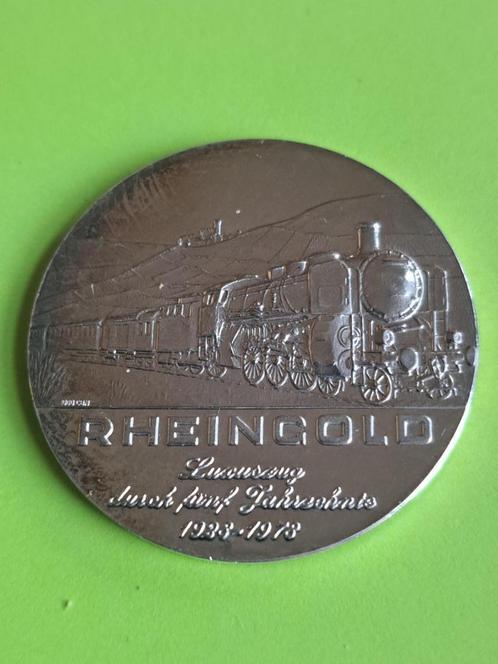 RHEINGOLD
Luxuszug
durch fünf Jahrzehnte
1928-1978